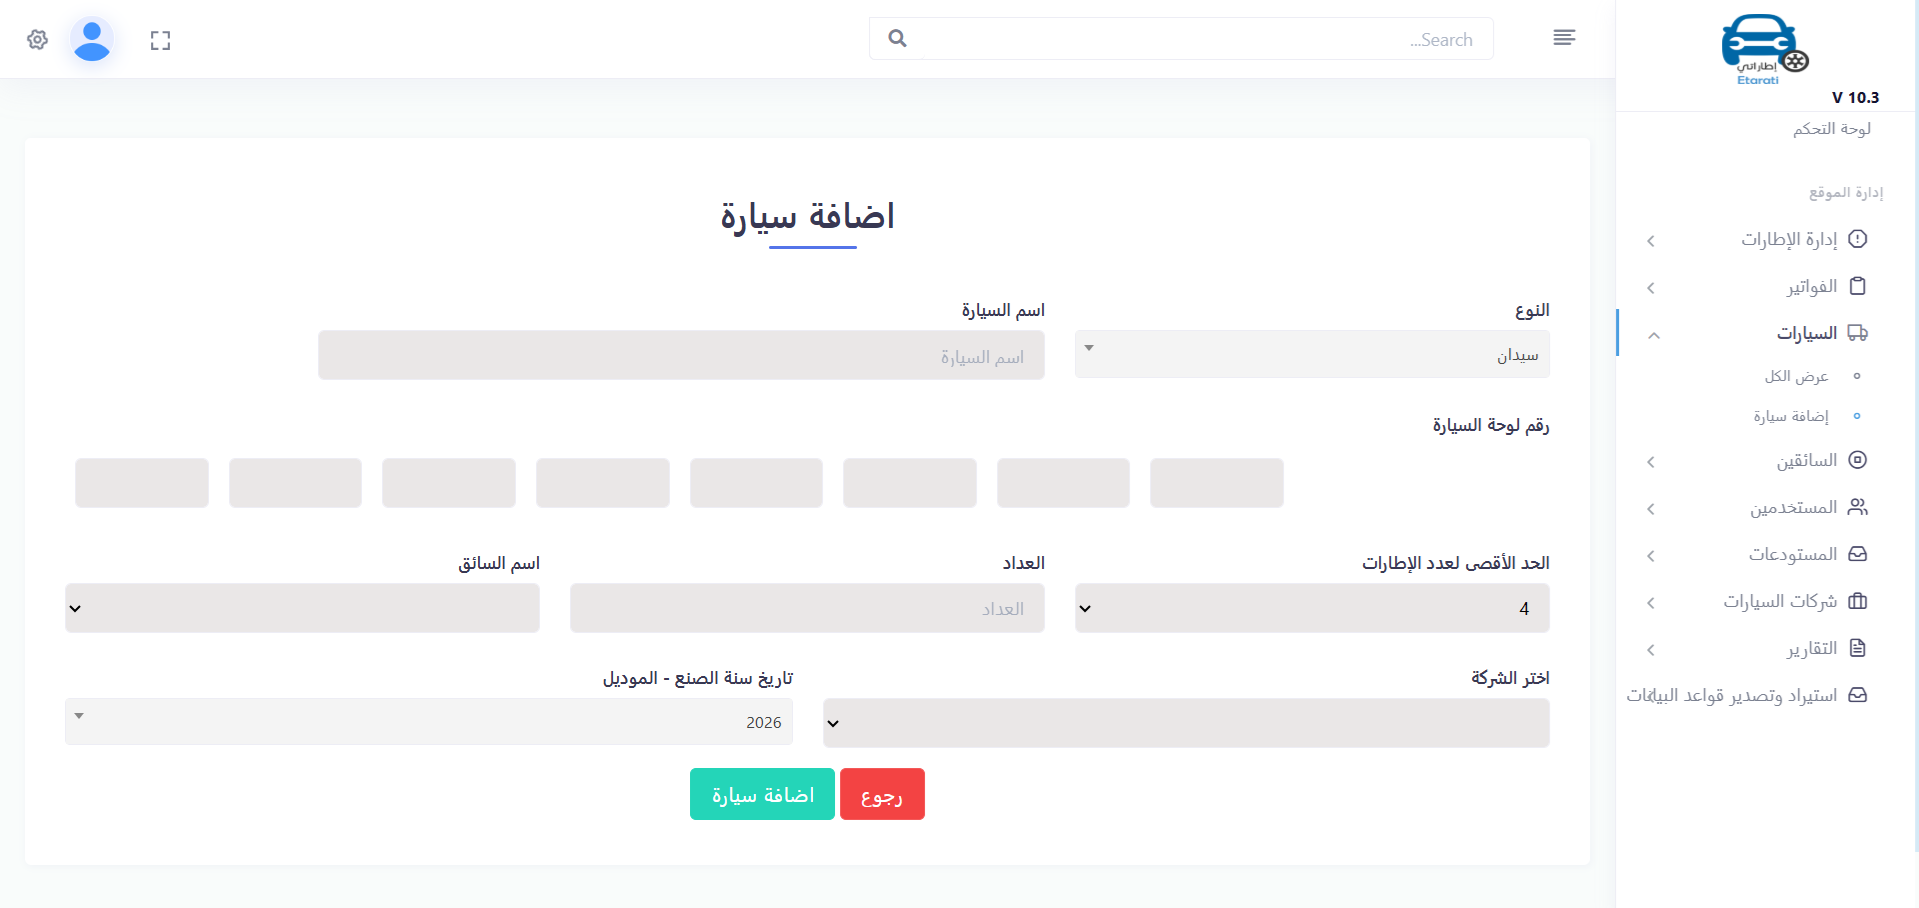 إطاراتي
Etarati
V 10.3
Search...
لوحة التحكم
إدارة الموقع
إدارة الإطارات
الفواتير
السيارات
عرض الكل
إضافة سيارة
السائقين
المستخدمين
المستودعات
شركات السيارات
التقارير
استيراد وتصدير قواعد البيانات
اضافة سيارة
النوع
اسم السيارة
سيدان
اسم السيارة
رقم لوحة السيارة
الحد الأقصى لعدد الإطارات
العداد
اسم السائق
4
العداد
اختر الشركة
تاريخ سنة الصنع - الموديل
2026
رجوع
اضافة سيارة